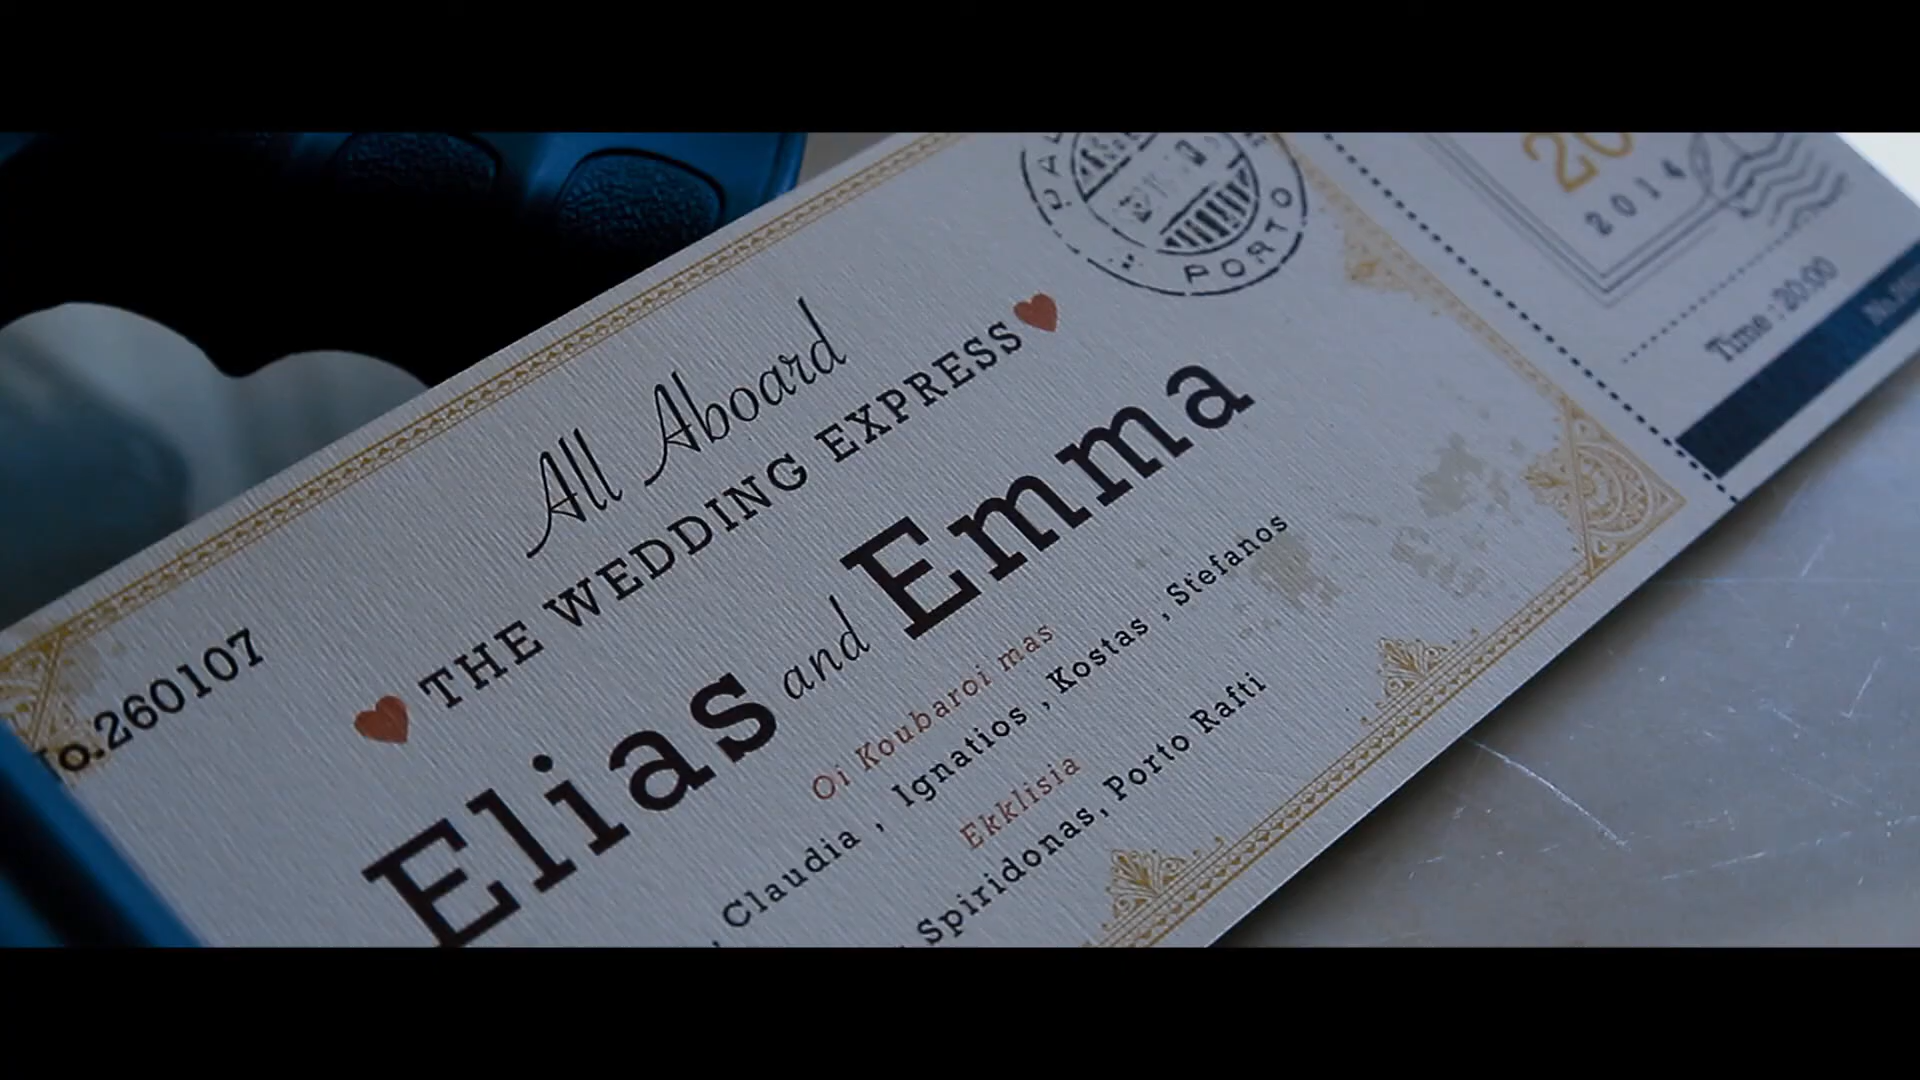 All Aboard
THE WEDDING EXPRESS
Elias and Emma
Oi Koubaroi mas
, Claudia , Ignatios , Kostas , Stefanos
Ekklisia
Spiridonas, Porto Rafti
o.260107
PORTO
20
2014
Time : 20:00